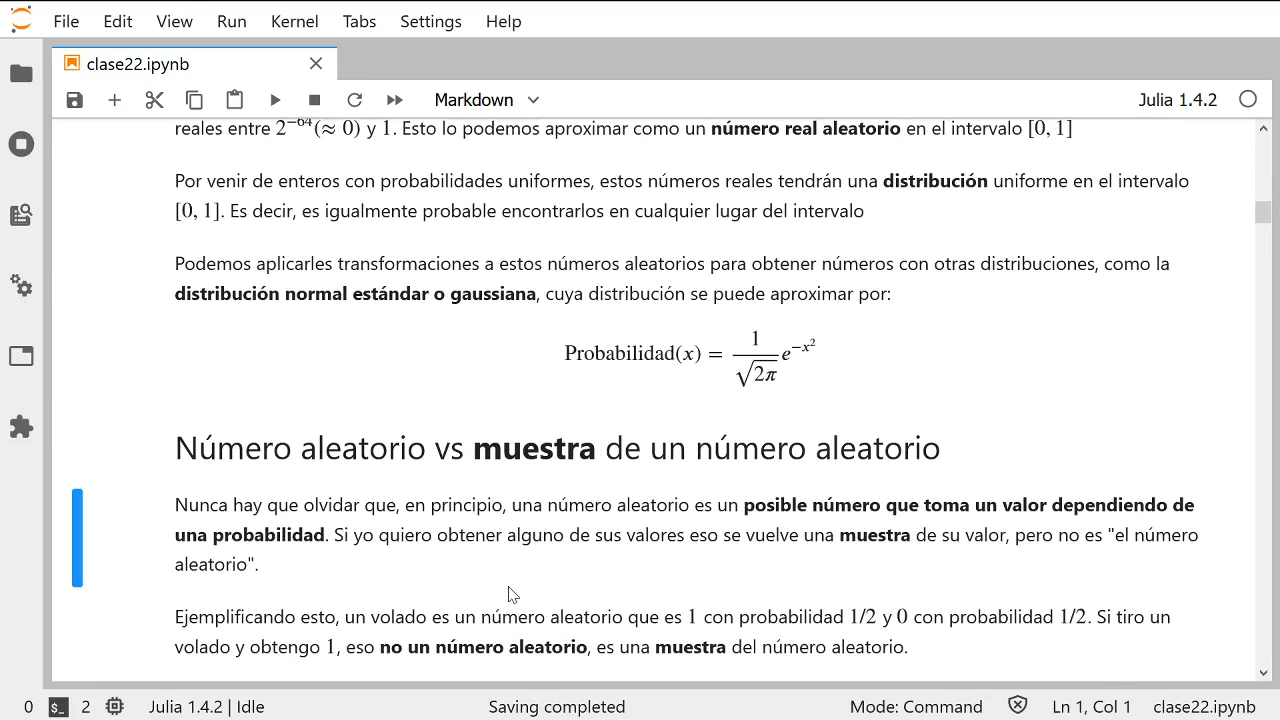 File Edit View Run Kernel Tabs Settings Help
clase22.ipynb
Markdown
Julia 1.4.2
reales entre 2^{-64}(≈ 0) y 1. Esto lo podemos aproximar como un número real aleatorio en el intervalo [0, 1]
Por venir de enteros con probabilidades uniformes, estos números reales tendrán una distribución uniforme en el intervalo
[0, 1]. Es decir, es igualmente probable encontrarlos en cualquier lugar del intervalo
Podemos aplicarles transformaciones a estos números aleatorios para obtener números con otras distribuciones, como la
distribución normal estándar o gaussiana, cuya distribución se puede aproximar por:
Probabilidad(x) = \frac{1}{\sqrt{2π}} e^{-x^2}
Número aleatorio vs muestra de un número aleatorio
Nunca hay que olvidar que, en principio, una número aleatorio es un posible número que toma un valor dependiendo de
una probabilidad. Si yo quiero obtener alguno de sus valores eso se vuelve una muestra de su valor, pero no es "el número
aleatorio".
Ejemplificando esto, un volado es un número aleatorio que es 1 con probabilidad 1/2 y 0 con probabilidad 1/2. Si tiro un
volado y obtengo 1, eso no un número aleatorio, es una muestra del número aleatorio.
0 $_ 2 Julia 1.4.2 | Idle Saving completed Mode: Command Ln 1, Col 1 clase22.ipynb